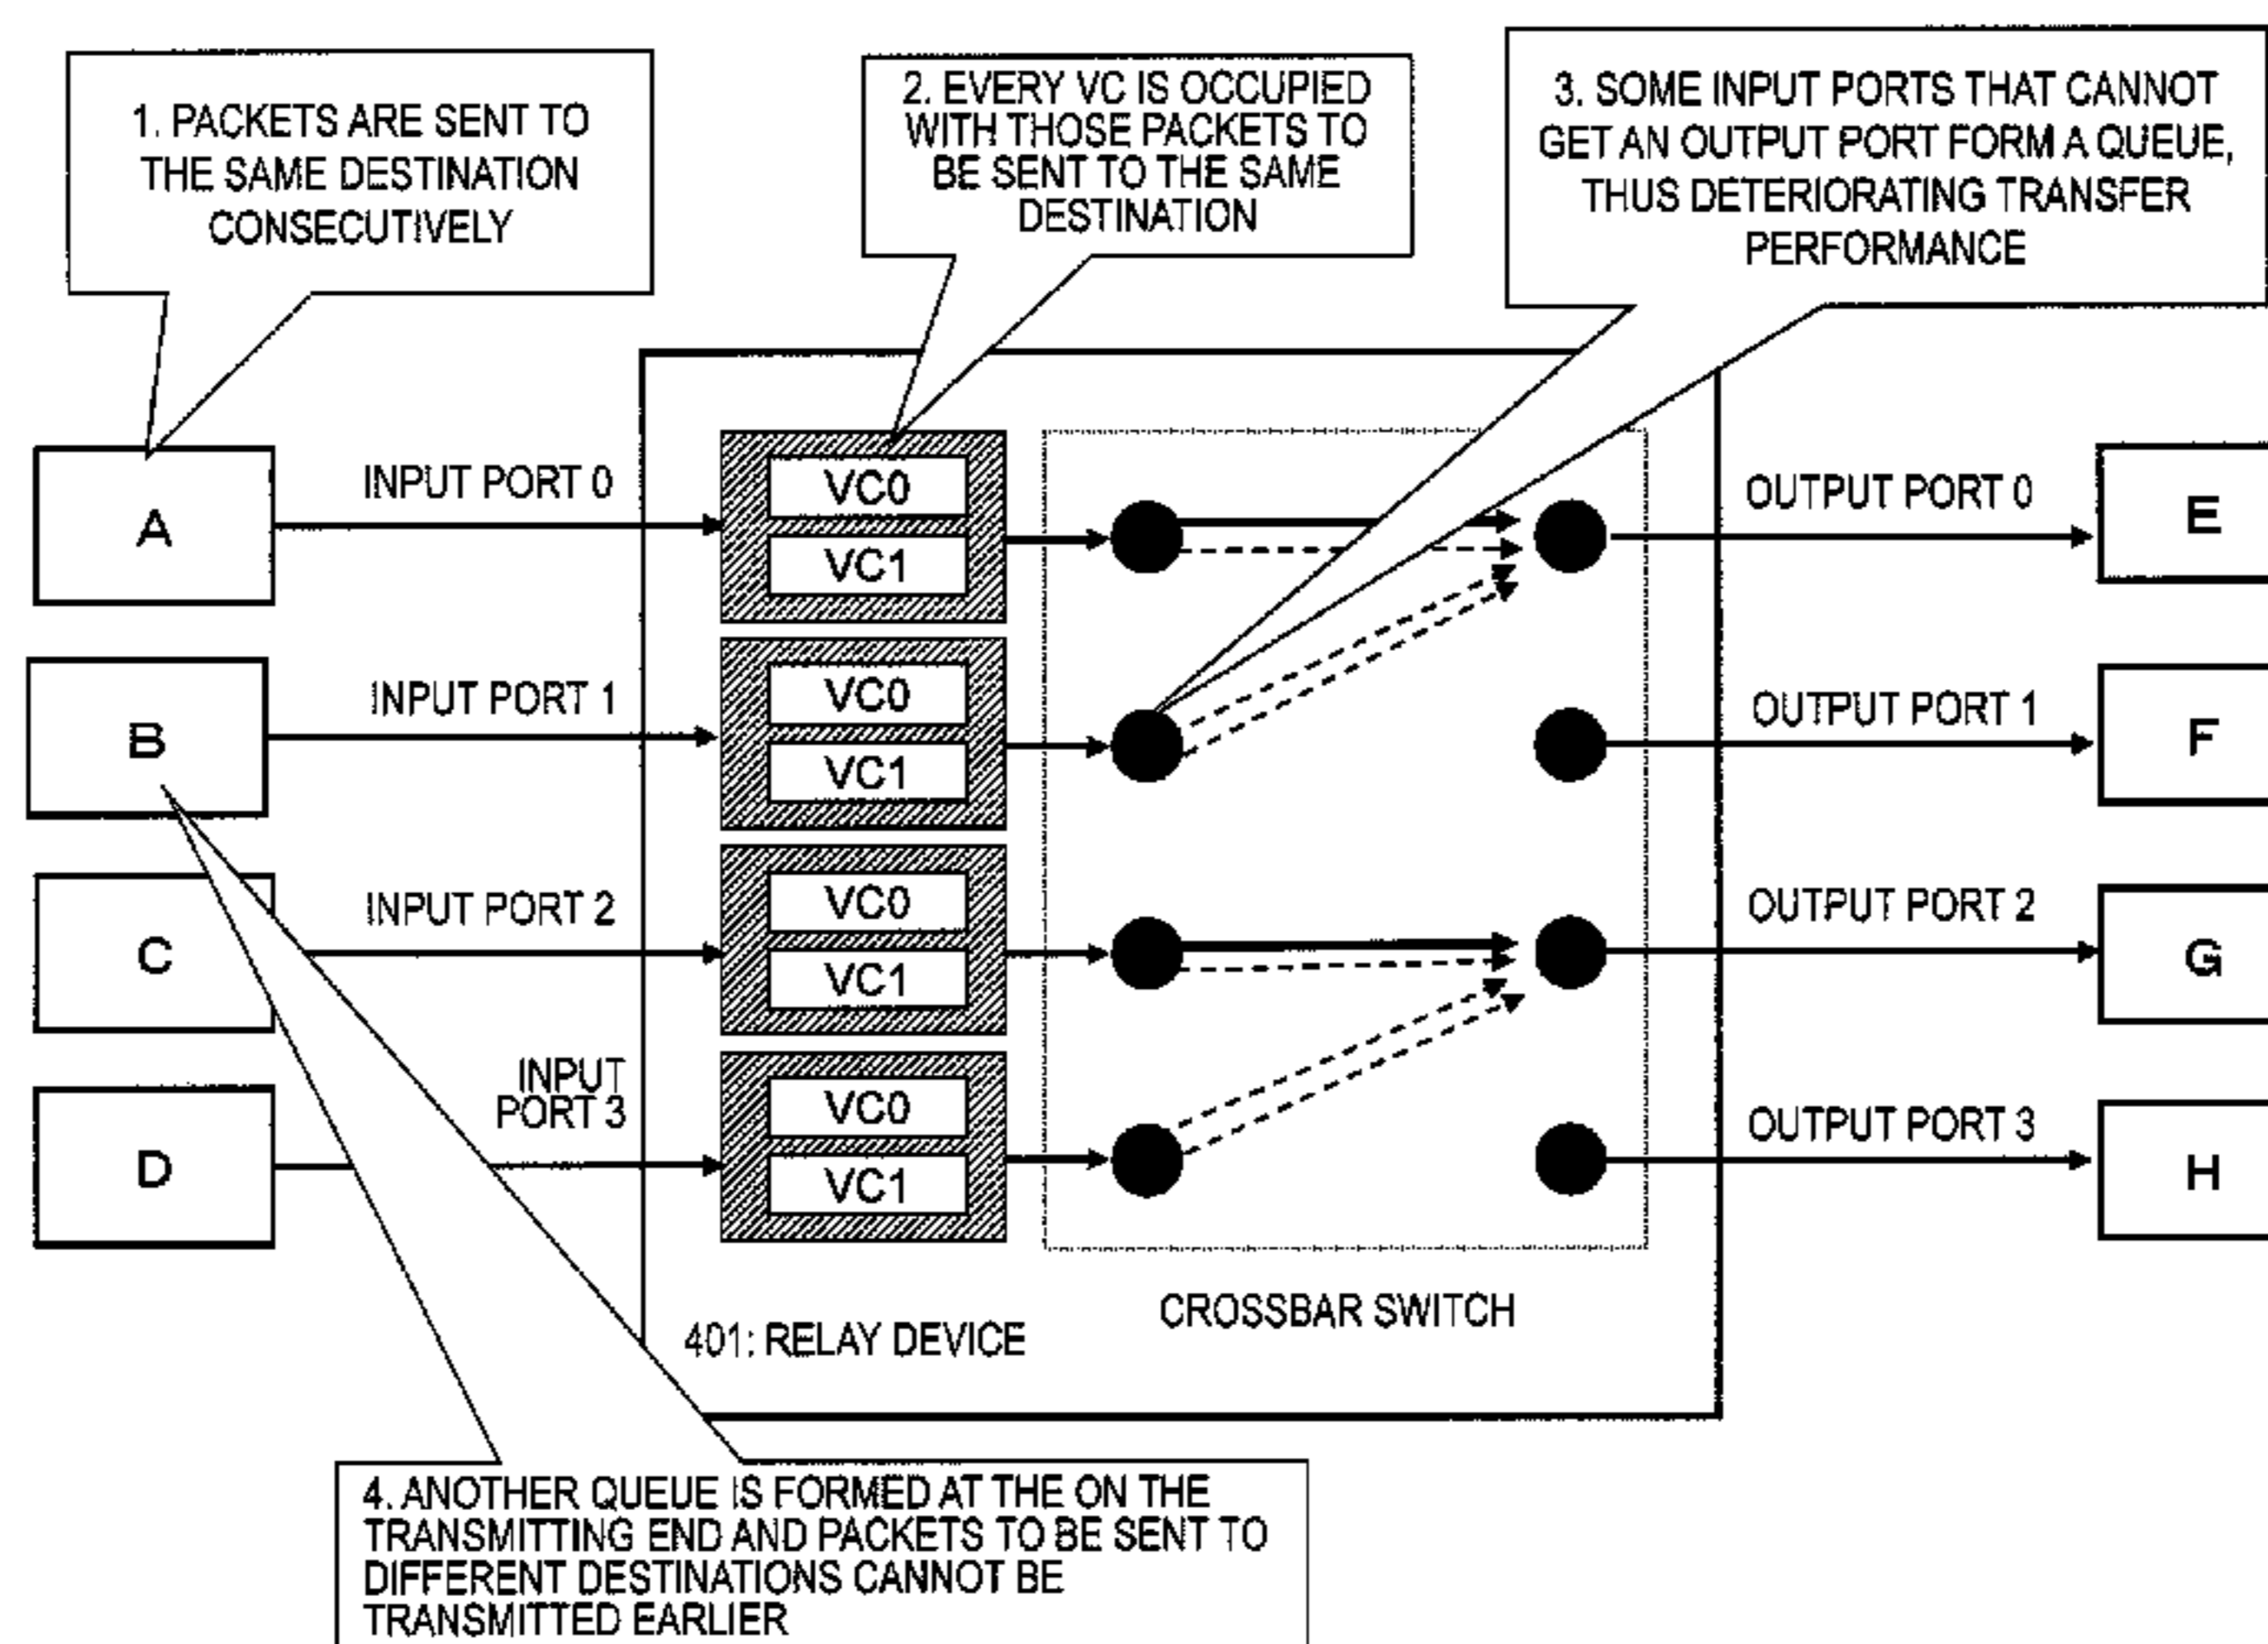 1. PACKETS ARE SENT TO
THE SAME DESTINATION
CONSECUTIVELY
2. EVERY VC IS OCCUPIED
WITH THOSE PACKETS TO
BE SENT TO THE SAME
DESTINATION
3. SOME INPUT PORTS THAT CANNOT
GET AN OUTPUT PORT FORM A QUEUE,
THUS DETERIORATING TRANSFER
PERFORMANCE
A
INPUT PORT 0
VC0
VC1
OUTPUT PORT 0
E
B
INPUT PORT 1
VC0
VC1
OUTPUT PORT 1
F
C
INPUT PORT 2
VC0
VC1
OUTPUT PORT 2
G
D
INPUT
PORT 3
VC0
VC1
OUTPUT PORT 3
H
CROSSBAR SWITCH
401: RELAY DEVICE
4. ANOTHER QUEUE IS FORMED AT THE ON THE
TRANSMITTING END AND PACKETS TO BE SENT TO
DIFFERENT DESTINATIONS CANNOT BE
TRANSMITTED EARLIER